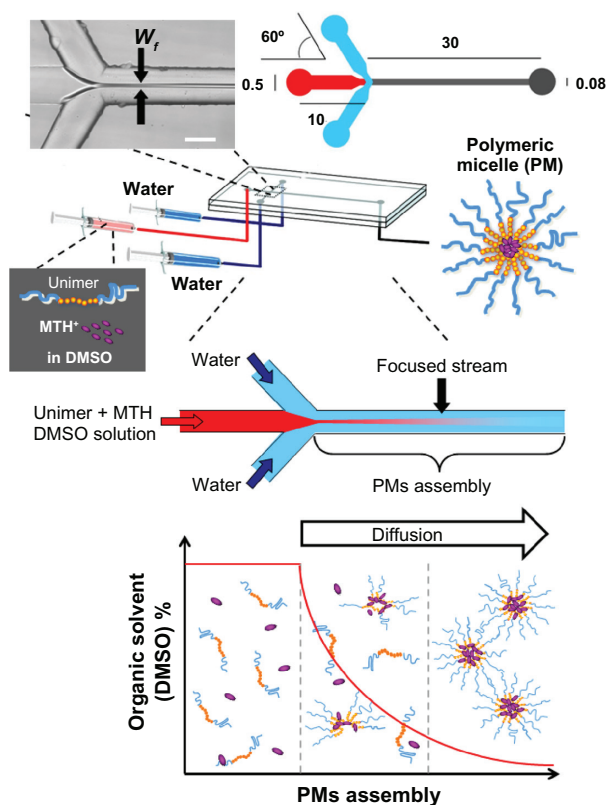 W_f
60º
30
0.5
0.08
10
Polymeric
micelle (PM)
Water
Water
Unimer
MTH⁺
in DMSO
Water
Focused stream
Unimer + MTH
DMSO solution
Water
PMs assembly
Diffusion
Organic solvent
(DMSO) %
PMs assembly